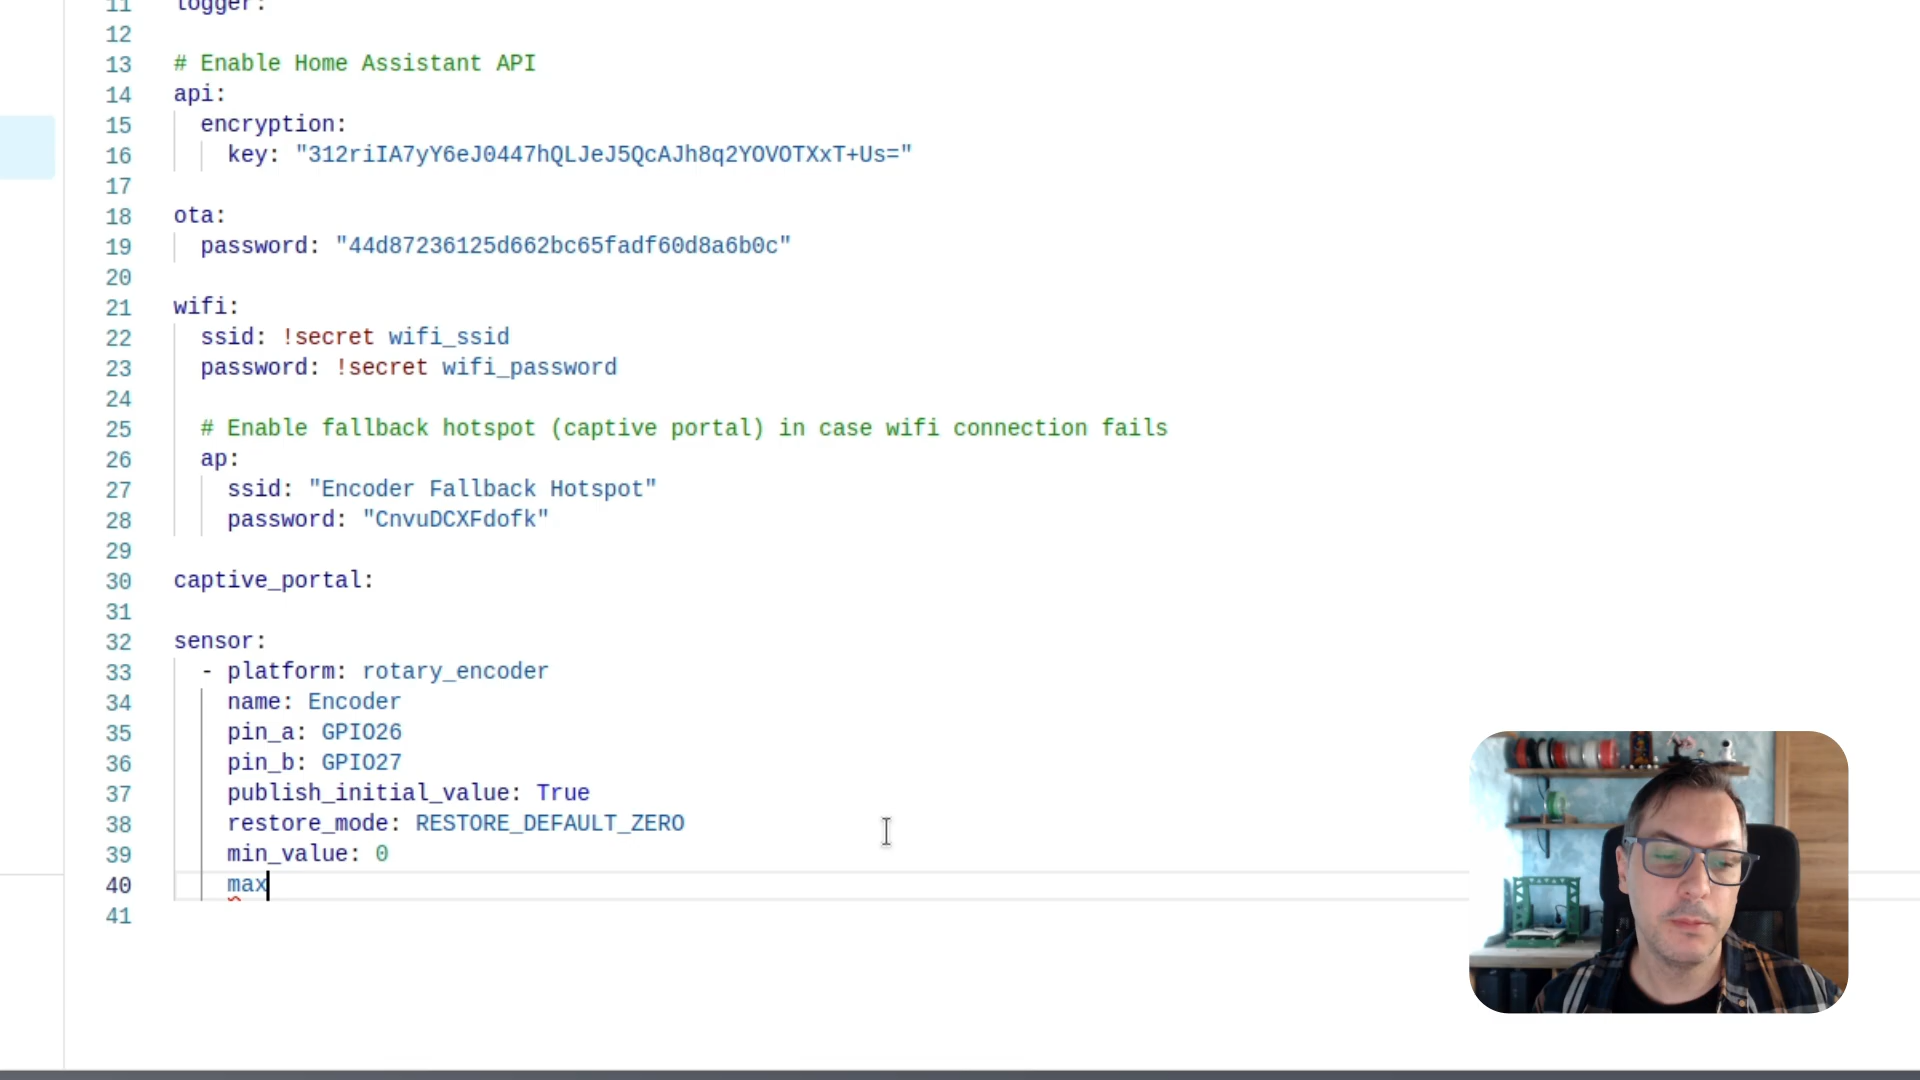 11 logger:
12
13 # Enable Home Assistant API
14 api:
15 encryption:
16 key: "312riIA7yY6eJ0447hQLJeJ5QcAJh8q2YOVOTXxT+Us="
17
18 ota:
19 password: "44d87236125d662bc65fadf60d8a6b0c"
20
21 wifi:
22 ssid: !secret wifi_ssid
23 password: !secret wifi_password
24
25 # Enable fallback hotspot (captive portal) in case wifi connection fails
26 ap:
27 ssid: "Encoder Fallback Hotspot"
28 password: "CnvuDCXFdofk"
29
30 captive_portal:
31
32 sensor:
33 - platform: rotary_encoder
34 name: Encoder
35 pin_a: GPIO26
36 pin_b: GPIO27
37 publish_initial_value: True
38 restore_mode: RESTORE_DEFAULT_ZERO
39 min_value: 0
40 max
41